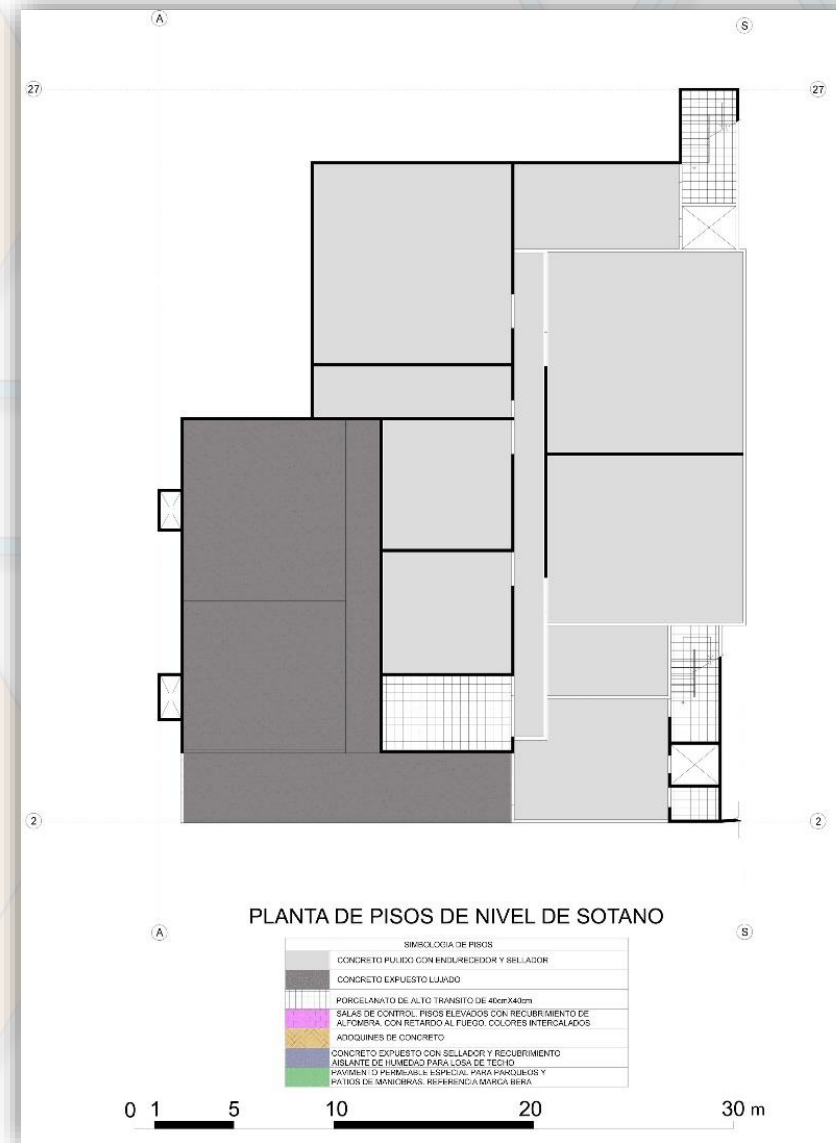 A
S
27
27
2
2
PLANTA DE PISOS DE NIVEL DE SOTANO
A
S
SIMBOLOGIA DE PISOS
CONCRETO PULIDO CON ENDURECEDOR Y SELLADOR
CONCRETO EXPUESTO LUJADO
PORCELANATO DE ALTO TRANSITO DE 40cmX40cm
SALAS DE CONTROL. PISOS ELEVADOS CON RECUBRIMIENTO DE
ALFOMBRA, CON RETARDO AL FUEGO. COLORES INTERCALADOS
ADOQUINES DE CONCRETO
CONCRETO EXPUESTO CON SELLADOR Y RECUBRIMIENTO
AISLANTE DE HUMEDAD PARA LOSA DE TECHO
PAVIMENTO PERMEABLE ESPECIAL PARA PARQUEOS Y
PATIOS DE MANIOBRAS. REFERENCIA MARCA BERA
0 1 5 10 20 30 m